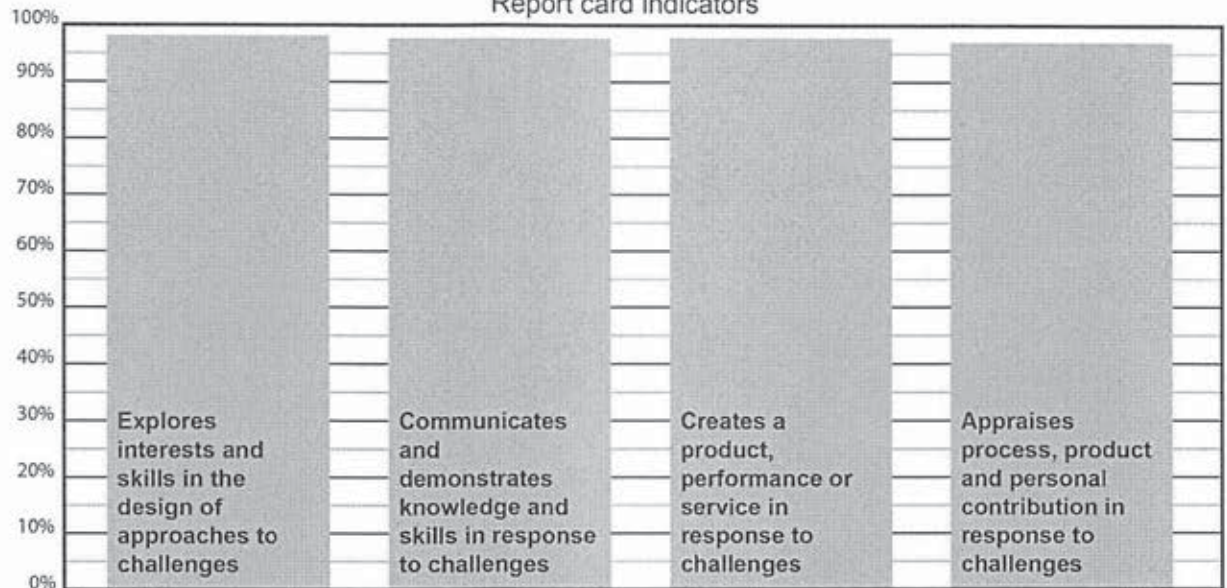 Report card Indicators
100%
90%
80%
70%
60%
50%
40%
30%
20%
10%
0%
Explores
interests and
skills in the
design of
approaches to
challenges
Communicates
and
demonstrates
knowledge and
skills in response
to challenges
Creates a
product,
performance or
service in
response to
challenges
Appraises
process, product
and personal
contribution in
response to
challenges